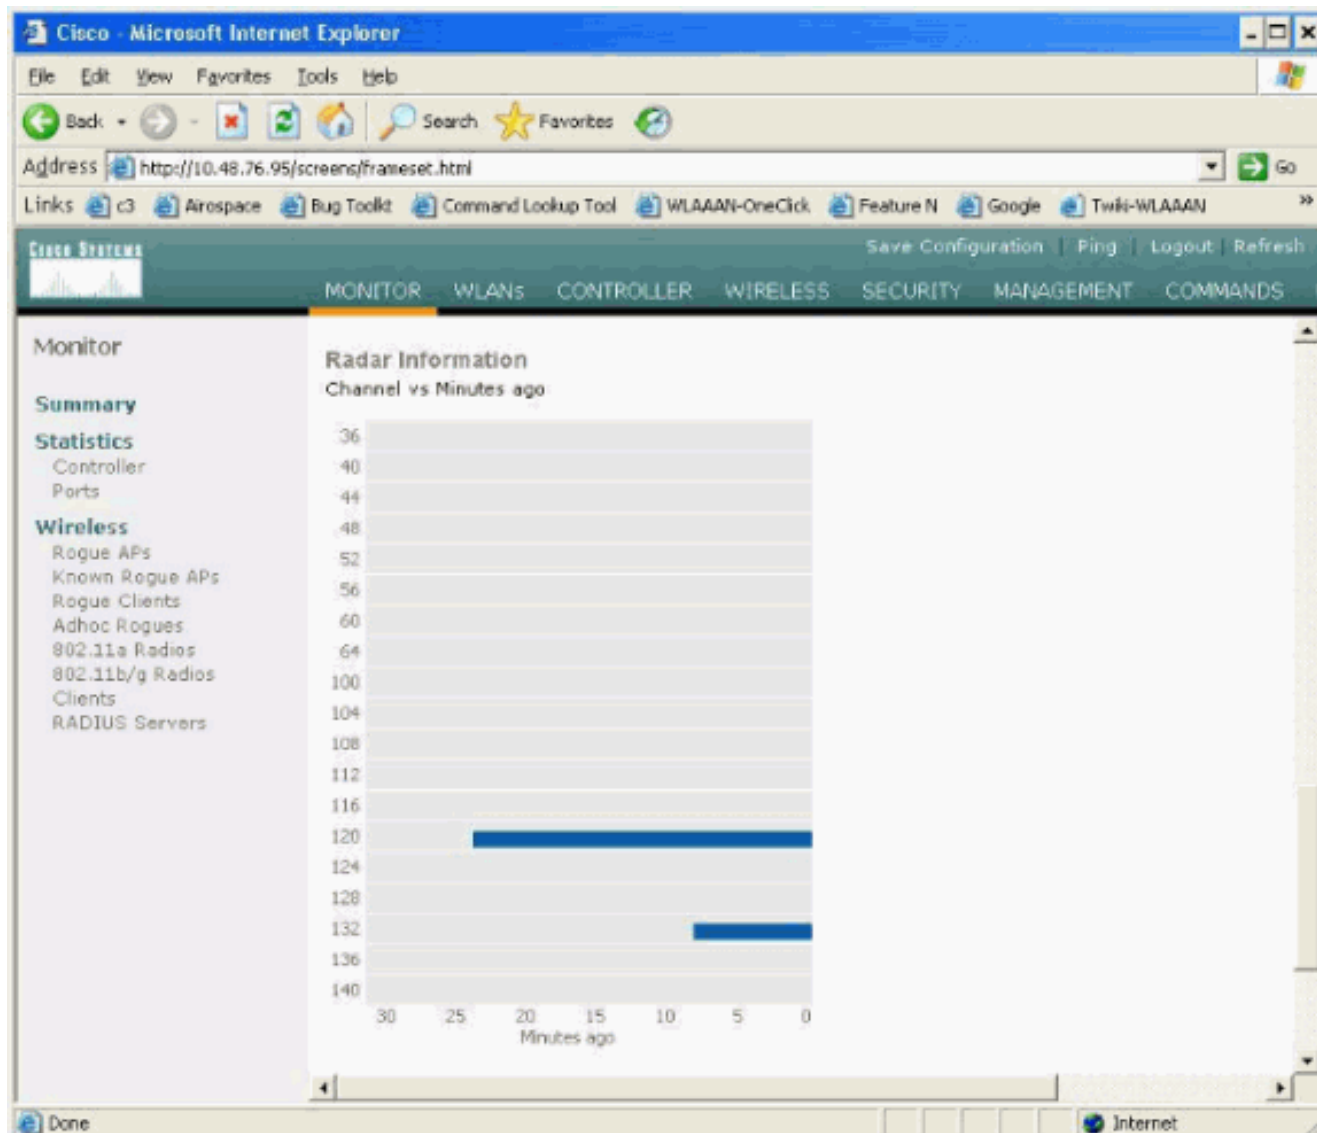 Cisco - Microsoft Internet Explorer
File Edit View Favorites Tools Help
Back Search Favorites
Address http://10.48.76.95/screens/frameset.html Go
Links c3 Airospace Bug Toolkit Command Lookup Tool WLAAAN-OneClick Feature N Google Twiki-WLAAAN »
Cisco Systems
Save Configuration | Ping | Logout | Refresh
MONITOR WLANs CONTROLLER WIRELESS SECURITY MANAGEMENT COMMANDS
Monitor
Summary
Statistics
Controller
Ports
Wireless
Rogue APs
Known Rogue APs
Rogue Clients
Adhoc Rogues
802.11a Radios
802.11b/g Radios
Clients
RADIUS Servers
Radar Information
Channel vs Minutes ago
36
40
44
48
52
56
60
64
100
104
108
112
116
120
124
128
132
136
140
30 25 20 15 10 5 0
Minutes ago
Done Internet